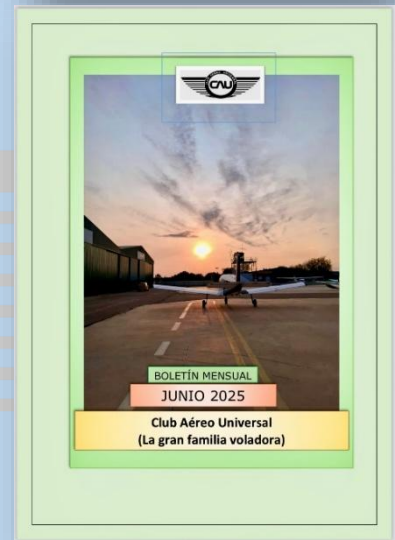 CAU
BOLETÍN MENSUAL
JUNIO 2025
Club Aéreo Universal
(La gran familia voladora)